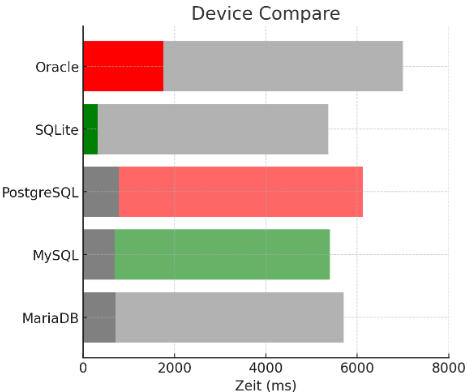 Device Compare
Oracle
SQLite
PostgreSQL
MySQL
MariaDB
0 2000 4000 6000 8000
Zeit (ms)